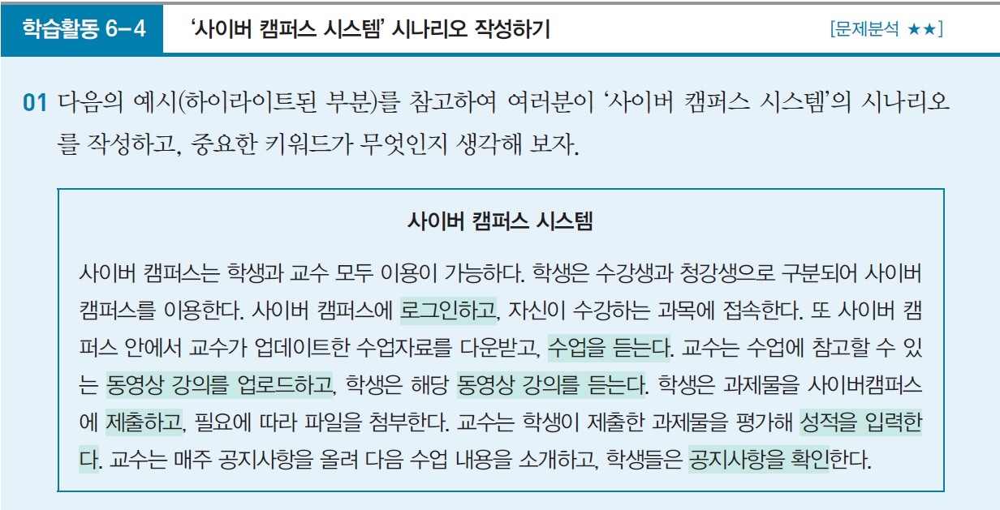 학습활동 6-4 '사이버 캠퍼스 시스템' 시나리오 작성하기 [문제분석 ★★]
01 다음의 예시(하이라이트된 부분)를 참고하여 여러분이 '사이버 캠퍼스 시스템'의 시나리오
를 작성하고, 중요한 키워드가 무엇인지 생각해 보자.
사이버 캠퍼스 시스템
사이버 캠퍼스는 학생과 교수 모두 이용이 가능하다. 학생은 수강생과 청강생으로 구분되어 사이버
캠퍼스를 이용한다. 사이버 캠퍼스에 로그인하고, 자신이 수강하는 과목에 접속한다. 또 사이버 캠
퍼스 안에서 교수가 업데이트한 수업자료를 다운받고, 수업을 듣는다. 교수는 수업에 참고할 수 있
는 동영상 강의를 업로드하고, 학생은 해당 동영상 강의를 듣는다. 학생은 과제물을 사이버캠퍼스
에 제출하고, 필요에 따라 파일을 첨부한다. 교수는 학생이 제출한 과제물을 평가해 성적을 입력한
다. 교수는 매주 공지사항을 올려 다음 수업 내용을 소개하고, 학생들은 공지사항을 확인한다.